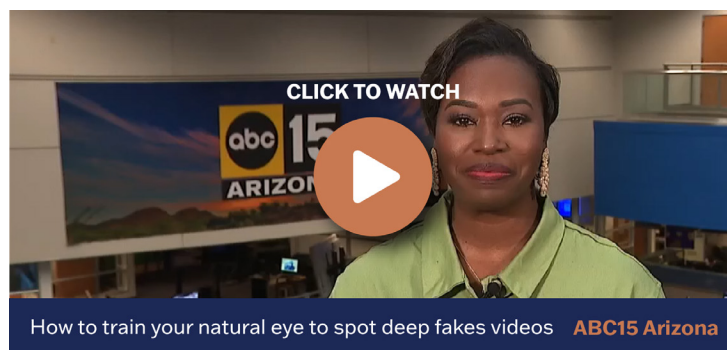 CLICK TO WATCH
abc 15
ARIZON
How to train your natural eye to spot deep fakes videos ABC15 Arizona